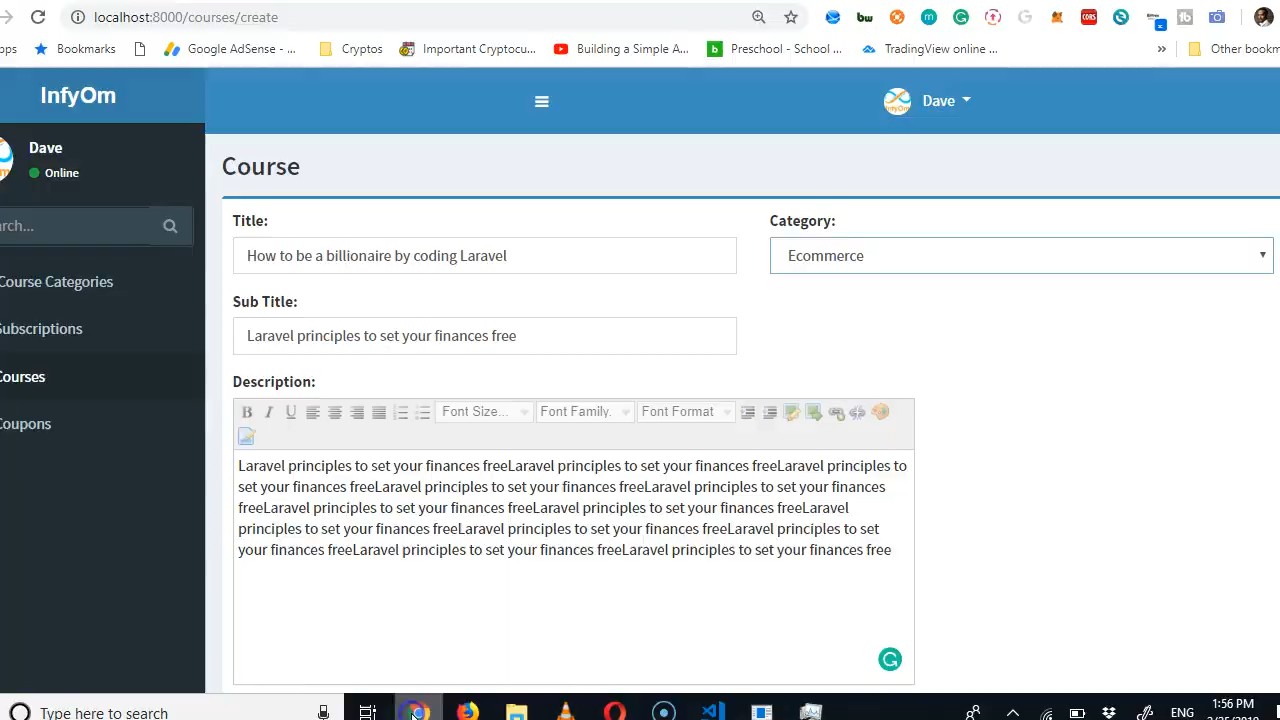 localhost:8000/courses/create
Bookmarks
Google AdSense - ...
Cryptos
Important Cryptocu...
Building a Simple A...
Preschool - School ...
TradingView online ...
»
Other bookm
InfyOm
Dave
Dave
Online
rch...
Course Categories
Subscriptions
Courses
Coupons
Course
Title:
Category:
How to be a billionaire by coding Laravel
Ecommerce
Sub Title:
Laravel principles to set your finances free
Description:
B I U Font Size... Font Family. Font Format
Laravel principles to set your finances freeLaravel principles to set your finances freeLaravel principles to
set your finances freeLaravel principles to set your finances freeLaravel principles to set your finances
freeLaravel principles to set your finances freeLaravel principles to set your finances freeLaravel
principles to set your finances freeLaravel principles to set your finances freeLaravel principles to set
your finances freeLaravel principles to set your finances freeLaravel principles to set your finances free
Type here to search
ENG
1:56 PM